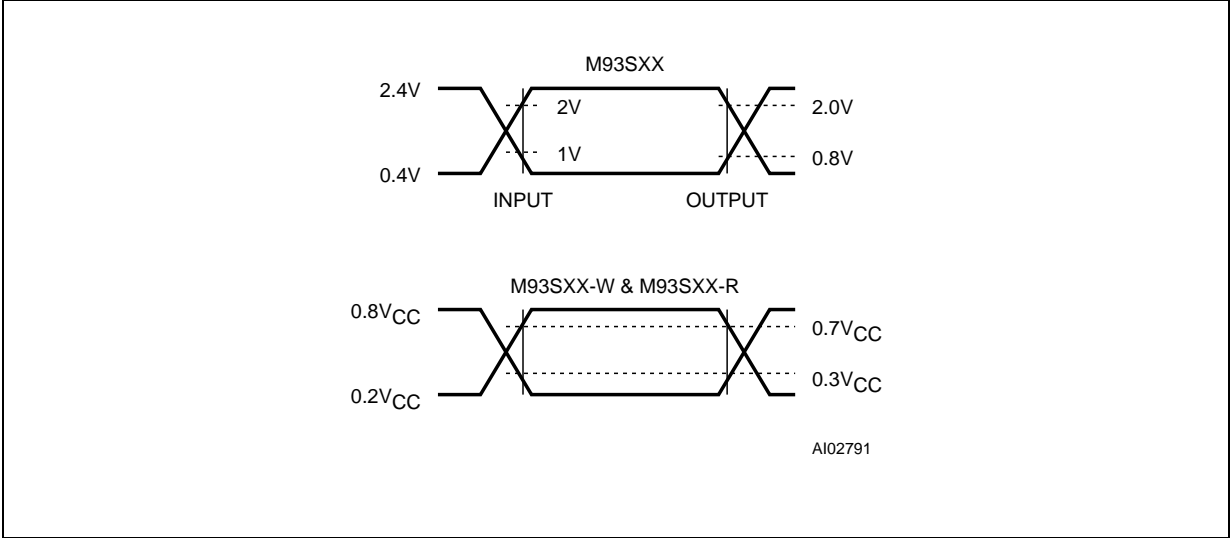 M93SXX
2.4V
2V
2.0V
1V
0.8V
0.4V
INPUT OUTPUT
M93SXX-W & M93SXX-R
0.8VCC
0.7VCC
0.3VCC
0.2VCC
AI02791